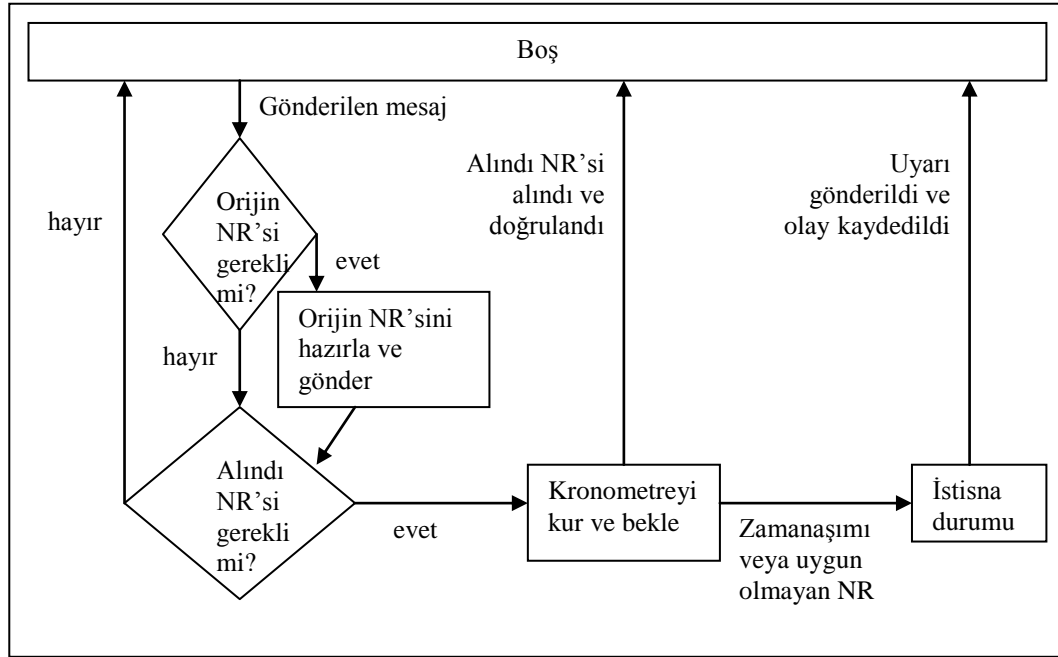 Boş
Gönderilen mesaj
Orijin
NR’si
gerekli
mi?
hayır
evet
Orijin NR’sini
hazırla ve
gönder
hayır
Alındı
NR’si
gerekli
mi?
evet
Alındı NR’si
alındı ve
doğrulandı
Kronometreyi
kur ve bekle
Zamanaşımı
veya uygun
olmayan NR
Uyarı
gönderildi ve
olay kaydedildi
İstisna
durumu